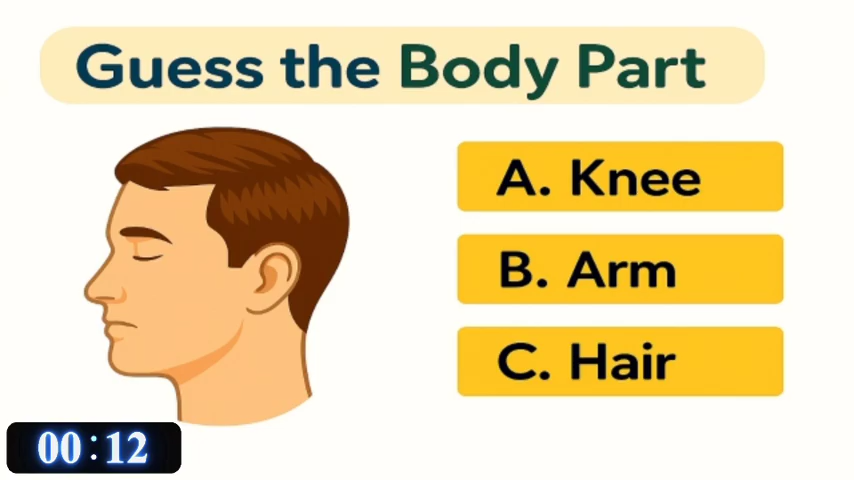 Guess the Body Part
A. Knee
B. Arm
C. Hair
00:12